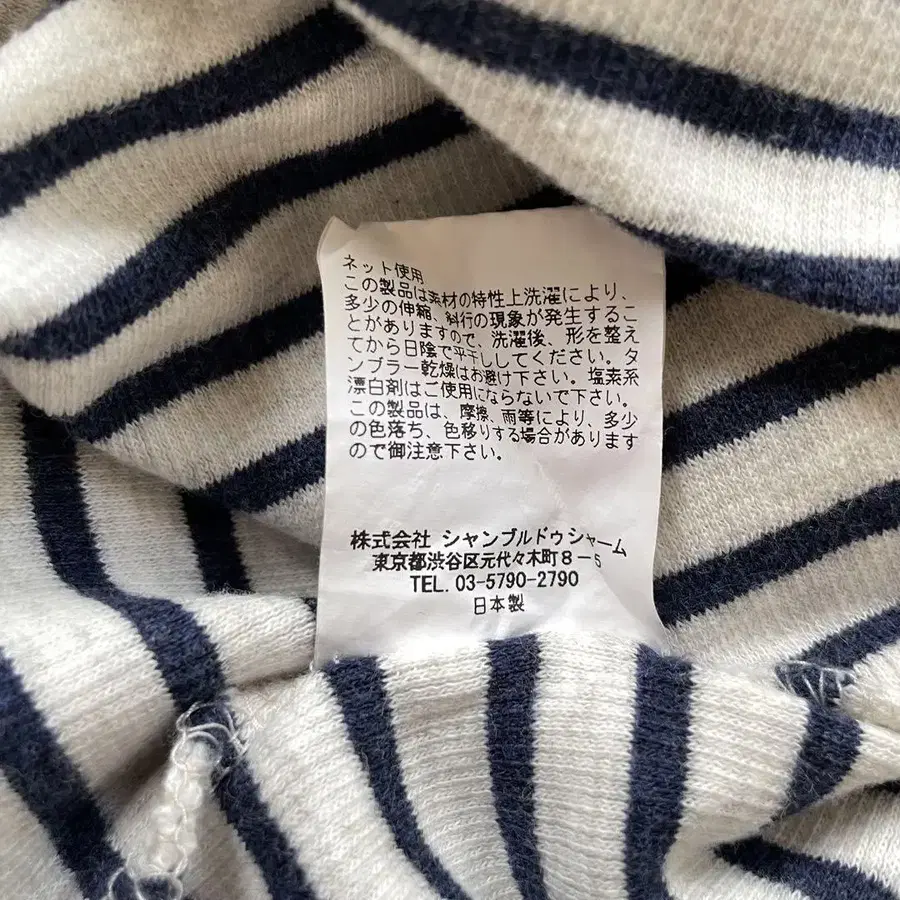 ネット使用
この製品は素材の特性上洗濯により、
多少の伸縮、斜行の現象が発生するこ
とがありますので、洗濯後、形を整え
てから日陰で平干ししてください。タ
ンブラー乾燥はお避け下さい。塩素系
漂白剤はご使用にならないで下さい。
この製品は、摩擦、雨等により、多少
の色落ち、色移りする場合があります
ので御注意下さい。
株式会社 シャンブルドゥシャーム
東京都渋谷区元代々木町8-5
TEL. 03-5790-2790
日本製